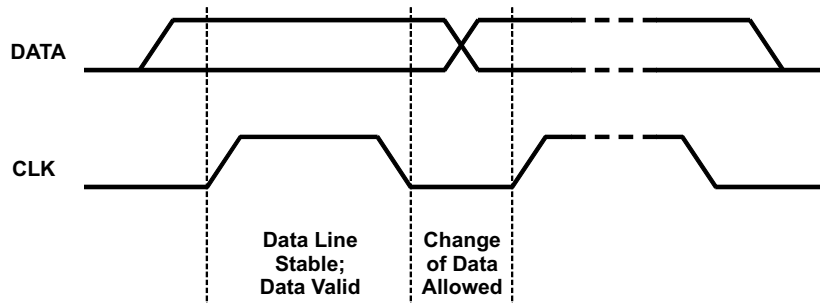 DATA
CLK
Data Line
Stable;
Data Valid
Change
of Data
Allowed